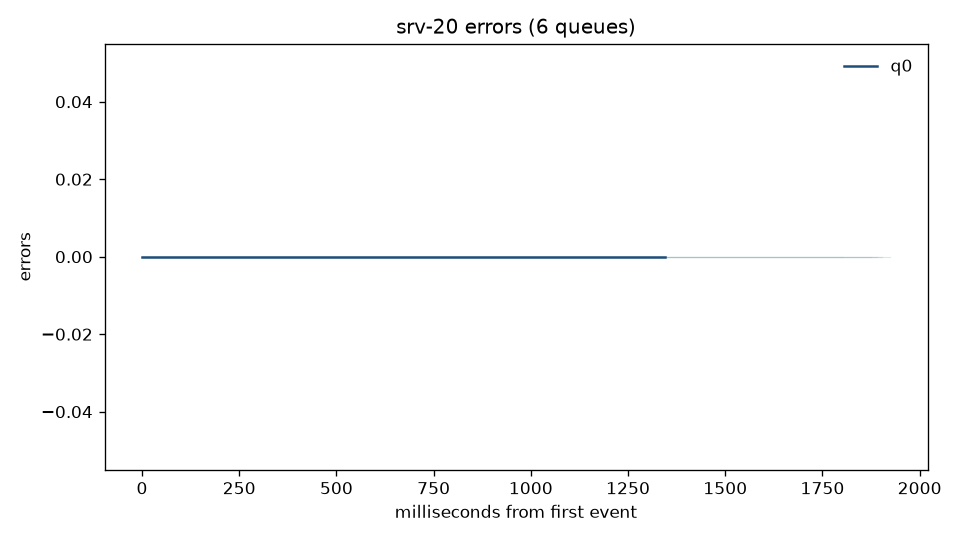 srv-20 errors (6 queues)
q0
0.04
0.02
0.00
−0.02
−0.04
errors
0 250 500 750 1000 1250 1500 1750 2000
milliseconds from first event